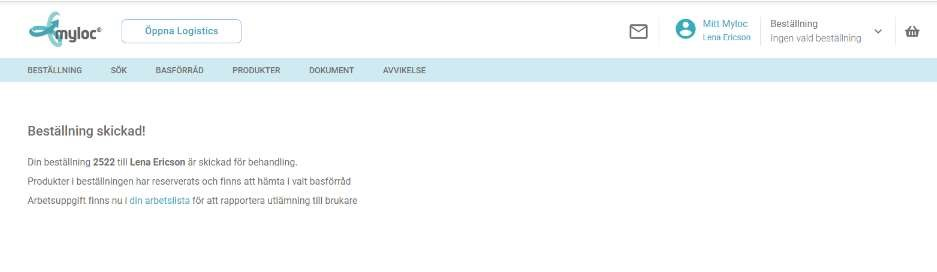 myloc®
Öppna Logistics
Mitt Myloc
Lena Ericson
Beställning
Ingen vald beställning
BESTÄLLNING SÖK BASFÖRRÅD PRODUKTER DOKUMENT AVVIKELSE
Beställning skickad!
Din beställning 2522 till Lena Ericson är skickad för behandling.
Produkter i beställningen har reserverats och finns att hämta i valt basförråd
Arbetsuppgift finns nu i din arbetslista för att rapportera utlämning till brukare